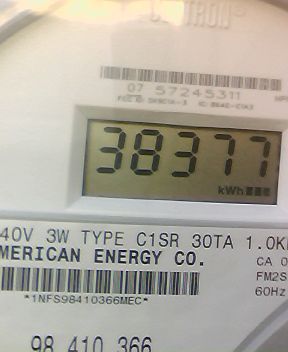 07 57245311
38377
kWh
40V 3W TYPE C1SR 30TA 1.0K
MERICAN ENERGY CO.
CA 0
FM2S
60Hz
*1NFS98410366MEC*
98 410 366